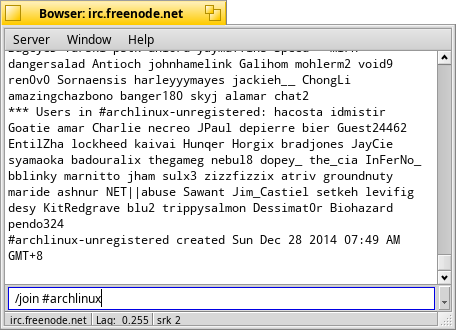 Bowser: irc.freenode.net
Server Window Help
dangersalad Antioch johnhamelink Galihom mohlerm2 void9
ren0v0 Sornaensis harleyyymayes jackieh__ ChongLi
amazingchazbono banger180 skyj alamar chat2
*** Users in #archlinux-unregistered: hacosta idmistir
Goatie amar Charlie necreo JPaul depierre bier Guest24462
EntilZha lockheed kaivai Hunqer Horgix bradjones JayCie
syamaoka badouralix thegameg nebul8 dopey_ the_cia InFerNo_
bblinky marnitto jham sulx3 zizzfizzix atriv groundnuty
maride ashnur NET||abuse Sawant Jim_Castiel setkeh levifig
desy KitRedgrave blu2 trippysalmon Dessimat0r Biohazard
pendo324
#archlinux-unregistered created Sun Dec 28 2014 07:49 AM
GMT+8
/join #archlinux
irc.freenode.net Lag: 0.255 srk 2